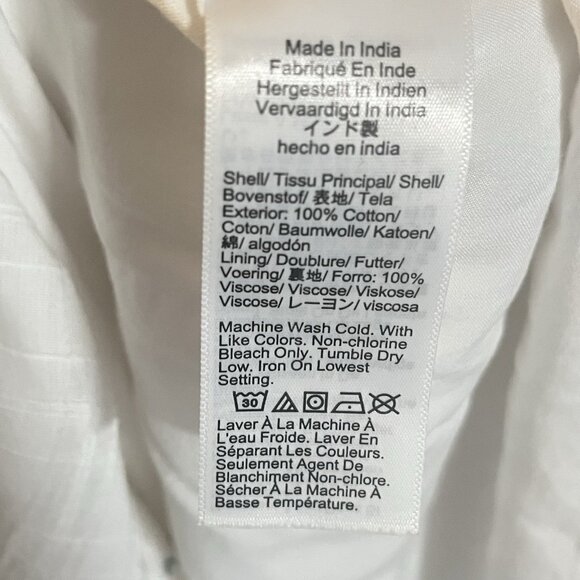 Made In India
Fabriqué En Inde
Hergestellt In Indien
Vervaardigd In India
インド製
hecho en india
Shell/ Tissu Principal/ Shell/
Bovenstof/ 表地/ Tela
Exterior: 100% Cotton/
Coton/ Baumwolle/ Katoen/
綿/ algodón
Lining/ Doublure/ Futter/
Voering/ 裏地/ Forro: 100%
Viscose/ Viscose/ Viskose/
Viscose/ レーヨン/ viscosa
Machine Wash Cold. With
Like Colors. Non-chlorine
Bleach Only. Tumble Dry
Low. Iron On Lowest
Setting.
30
Laver À La Machine À
L'eau Froide. Laver En
Séparant Les Couleurs.
Seulement Agent De
Blanchiment Non-chlore.
Sécher À La Machine À
Basse Température.